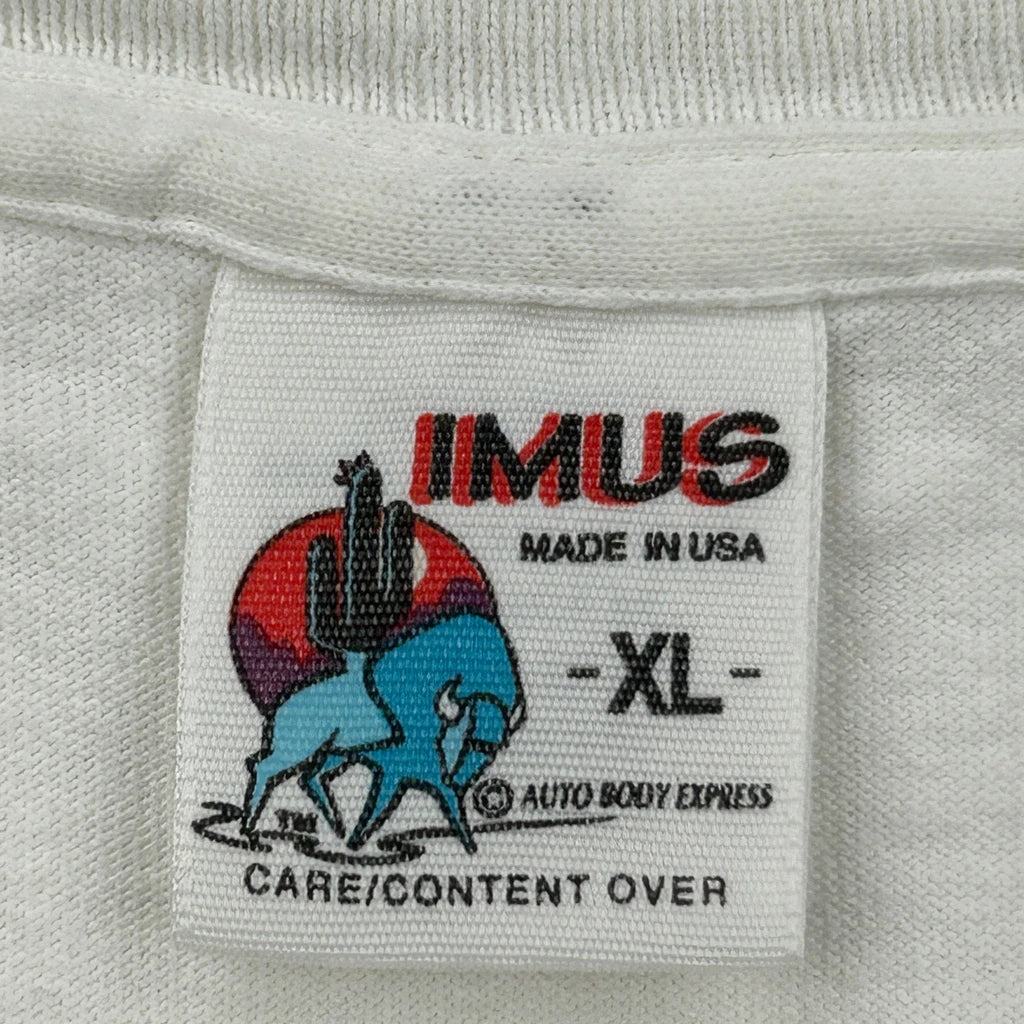 IMUS
MADE IN USA
-XL-
© AUTO BODY EXPRESS
TM
CARE/CONTENT OVER